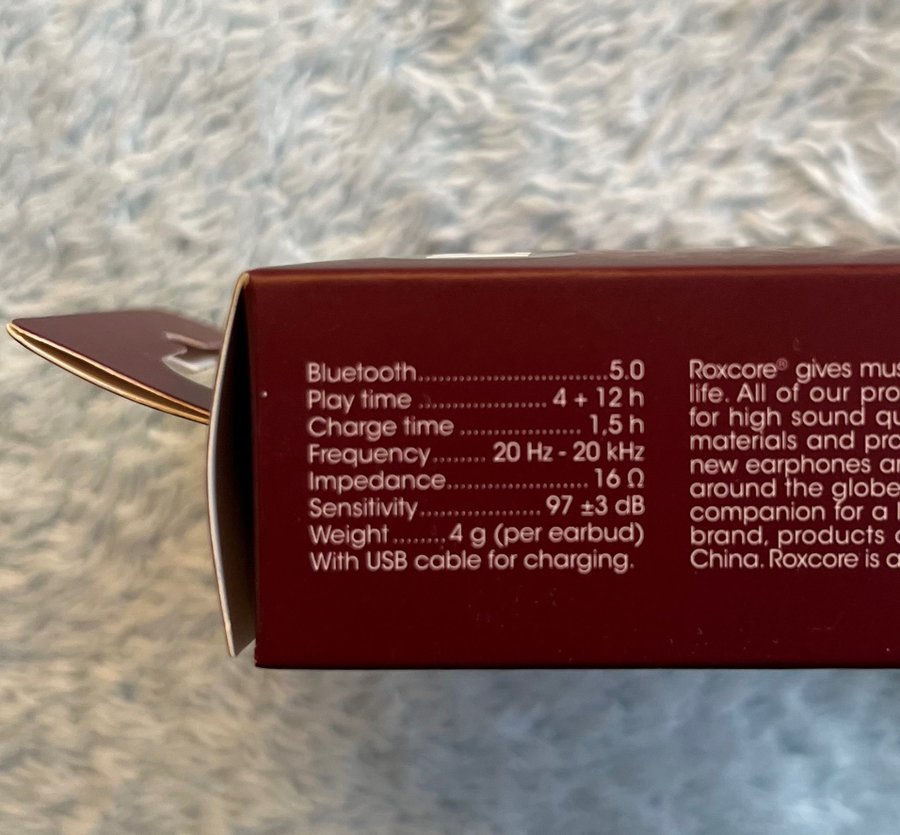 Bluetooth..............................5.0
Play time ..................... 4 + 12 h
Charge time .................... 1,5 h
Frequency........ 20 Hz - 20 kHz
Impedance....................... 16 Ω
Sensitivity.................... 97 ±3 dB
Weight........4 g (per earbud)
With USB cable for charging.
Roxcore® gives
life. All of our
for high sound
materials and
new earphones
around the globe
companion for a
brand, products
China. Roxcore is